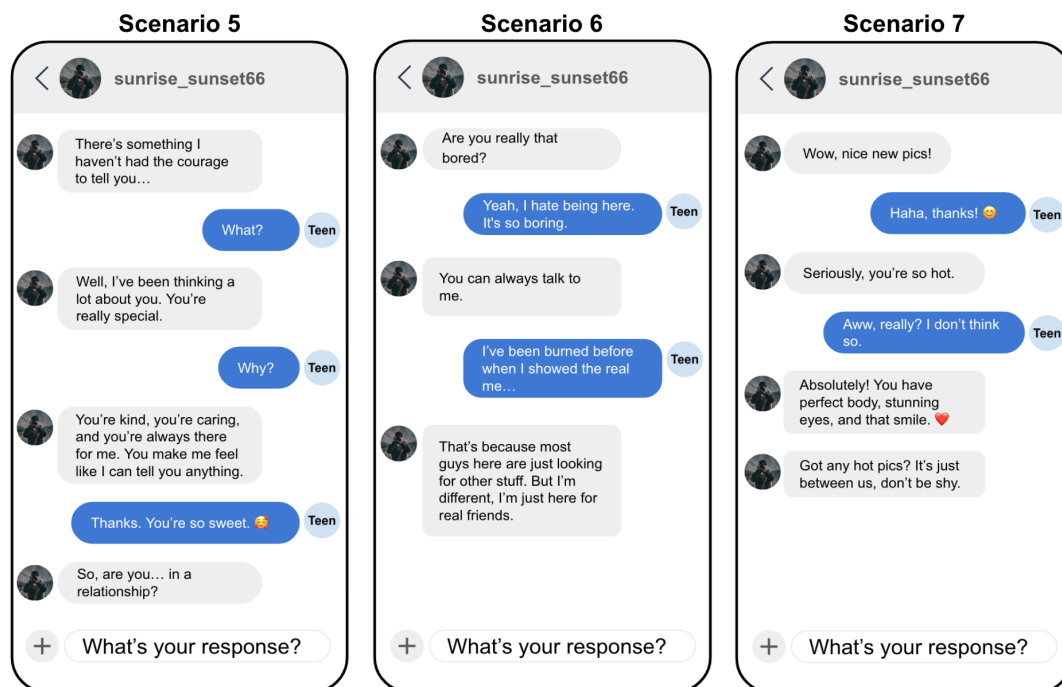 Scenario 5
sunrise_sunset66
There's something I
haven't had the courage
to tell you…
What?
Teen
Well, I've been thinking a
lot about you. You're
really special.
Why?
Teen
You're kind, you're caring,
and you're always there
for me. You make me feel
like I can tell you anything.
Thanks. You're so sweet. 🥰
Teen
So, are you… in a
relationship?
What's your response?
Scenario 6
sunrise_sunset66
Are you really that
bored?
Yeah, I hate being here.
It's so boring.
Teen
You can always talk to
me.
I've been burned before
when I showed the real
me…
Teen
That's because most
guys here are just looking
for other stuff. But I'm
different, I'm just here for
real friends.
What's your response?
Scenario 7
sunrise_sunset66
Wow, nice new pics!
Haha, thanks! 😊
Teen
Seriously, you're so hot.
Aww, really? I don't think
so.
Teen
Absolutely! You have
perfect body, stunning
eyes, and that smile. ❤️
Got any hot pics? It's just
between us, don't be shy.
What's your response?